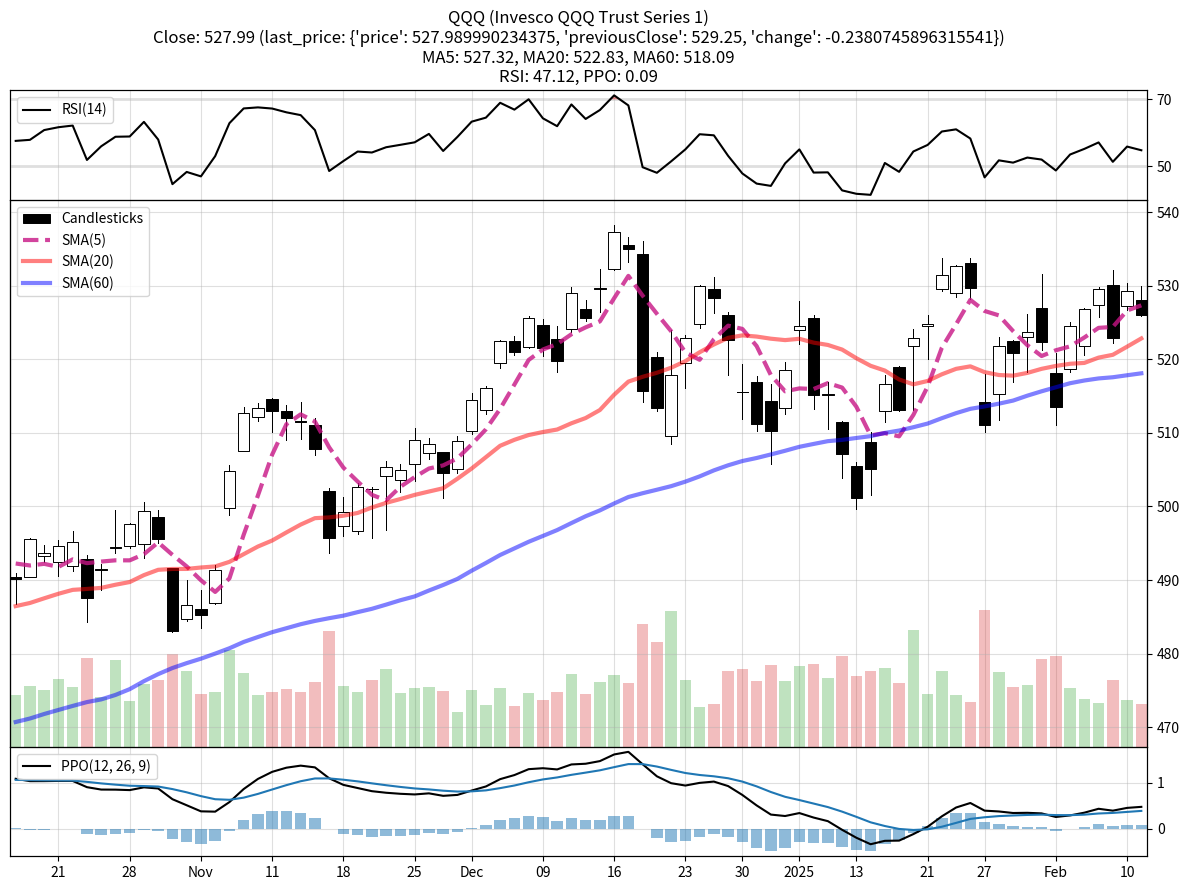 QQQ (Invesco QQQ Trust Series 1)
Close: 527.99 (last_price: {'price': 527.989990234375, 'previousClose': 529.25, 'change': -0.2380745896315541})
MA5: 527.32, MA20: 522.83, MA60: 518.09
RSI: 47.12, PPO: 0.09
RSI(14)
70
50
Candlesticks
SMA(5)
SMA(20)
SMA(60)
540
530
520
510
500
490
480
470
PPO(12, 26, 9)
1
0
21 28 Nov 11 18 25 Dec 09 16 23 30 2025 13 21 27 Feb 10